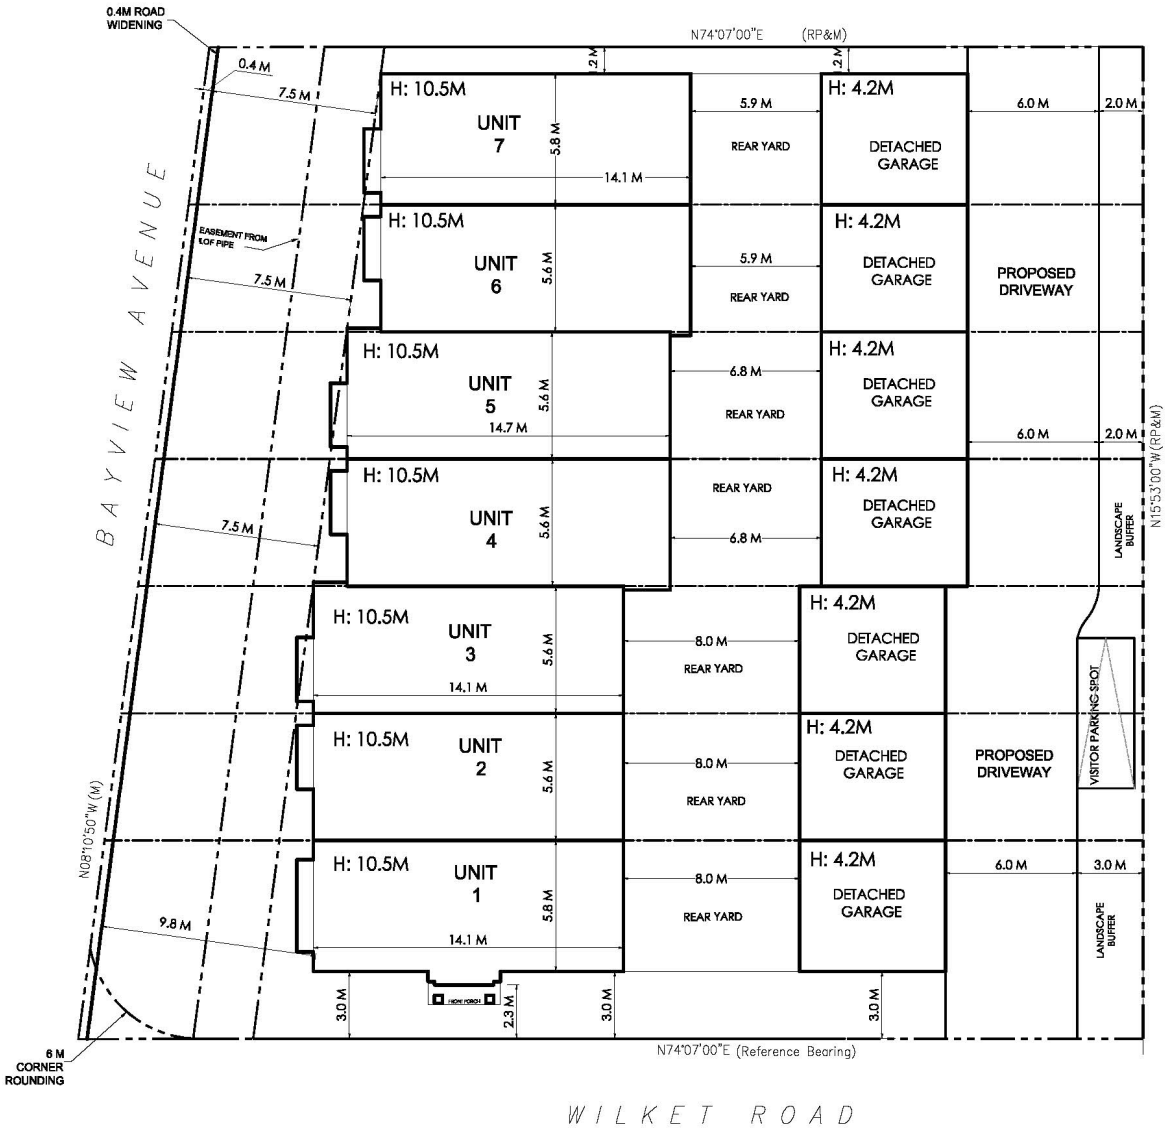 0.4M ROAD
WIDENING
N74°07'00"E (RP&M)
0.4 M
7.5 M
.2 M
.2 M
H: 10.5M
UNIT
7
5.8 M
14.1 M
5.9 M
REAR YARD
H: 4.2M
DETACHED
GARAGE
6.0 M
2.0 M
BAYVIEW AVENUE
EASEMENT FROM
7.5 M
H: 10.5M
UNIT
6
5.6 M
5.9 M
REAR YARD
H: 4.2M
DETACHED
GARAGE
PROPOSED
DRIVEWAY
H: 10.5M
UNIT
5
5.6 M
14.7 M
6.8 M
REAR YARD
H: 4.2M
DETACHED
GARAGE
6.0 M
2.0 M
N15°53'00"W (RP&M)
7.5 M
H: 10.5M
UNIT
4
5.6 M
REAR YARD
6.8 M
H: 4.2M
DETACHED
GARAGE
LANDSCAPE
BUFFER
H: 10.5M
UNIT
3
5.6 M
14.1 M
8.0 M
REAR YARD
H: 4.2M
DETACHED
GARAGE
VISITOR PARKING SPOT
H: 10.5M
UNIT
2
5.6 M
8.0 M
REAR YARD
H: 4.2M
DETACHED
GARAGE
PROPOSED
DRIVEWAY
N08°10'50"W (M)
9.8 M
H: 10.5M
UNIT
1
5.8 M
14.1 M
8.0 M
REAR YARD
H: 4.2M
DETACHED
GARAGE
6.0 M
3.0 M
LANDSCAPE
BUFFER
3.0 M
FRONT PORCH
2.3 M
3.0 M
3.0 M
6 M
CORNER
ROUNDING
N74°07'00"E (Reference Bearing)
WILKET ROAD